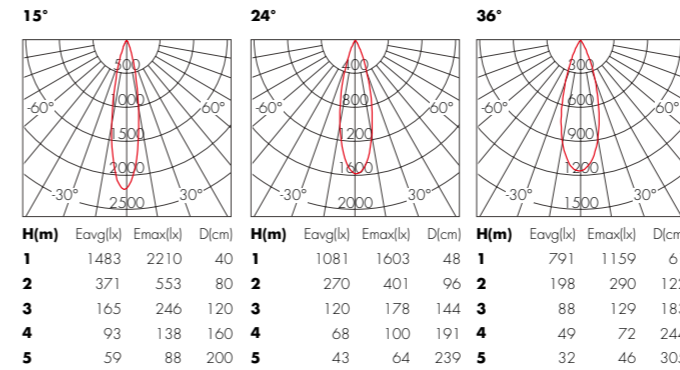 15° 24° 36°
500 400 300
1000 800 600
-60° 60° -60° 60° -60° 60°
1500 1200 900
2000 1600 1200
-30° 30° -30° 30° -30° 30°
2500 2000 1500
H(m) Eavg(lx) Emax(lx) D(cm) H(m) Eavg(lx) Emax(lx) D(cm) H(m) Eavg(lx) Emax(lx)
1 1483 2210 40 1 1081 1603 48 1 791 1159
2 371 553 80 2 270 401 96 2 198 290 122
3 165 246 120 3 120 178 144 3 88 129 183
4 93 138 160 4 68 100 191 4 49 72 244
5 59 88 200 5 43 64 239 5 32 46 305